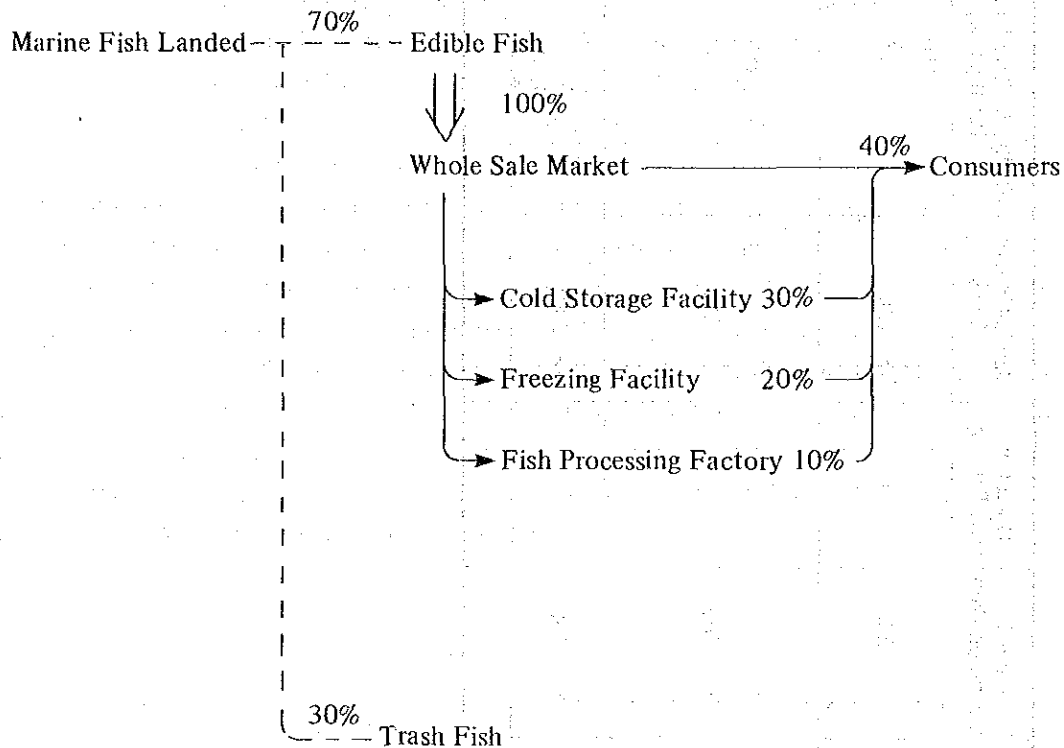 70%
Marine Fish Landed Edible Fish
100%
40%
Whole Sale Market Consumers
Cold Storage Facility 30%
Freezing Facility 20%
Fish Processing Factory 10%
30%
Trash Fish